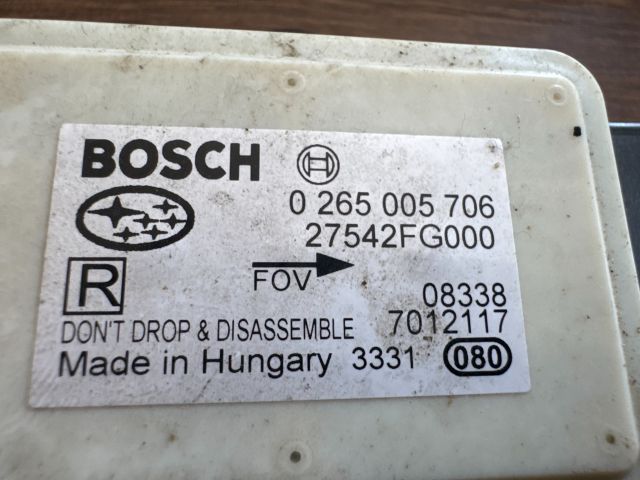 BOSCH
0 265 005 706
27542FG000
R
FOV
08338
DON'T DROP & DISASSEMBLE 7012117
Made in Hungary 3331 080